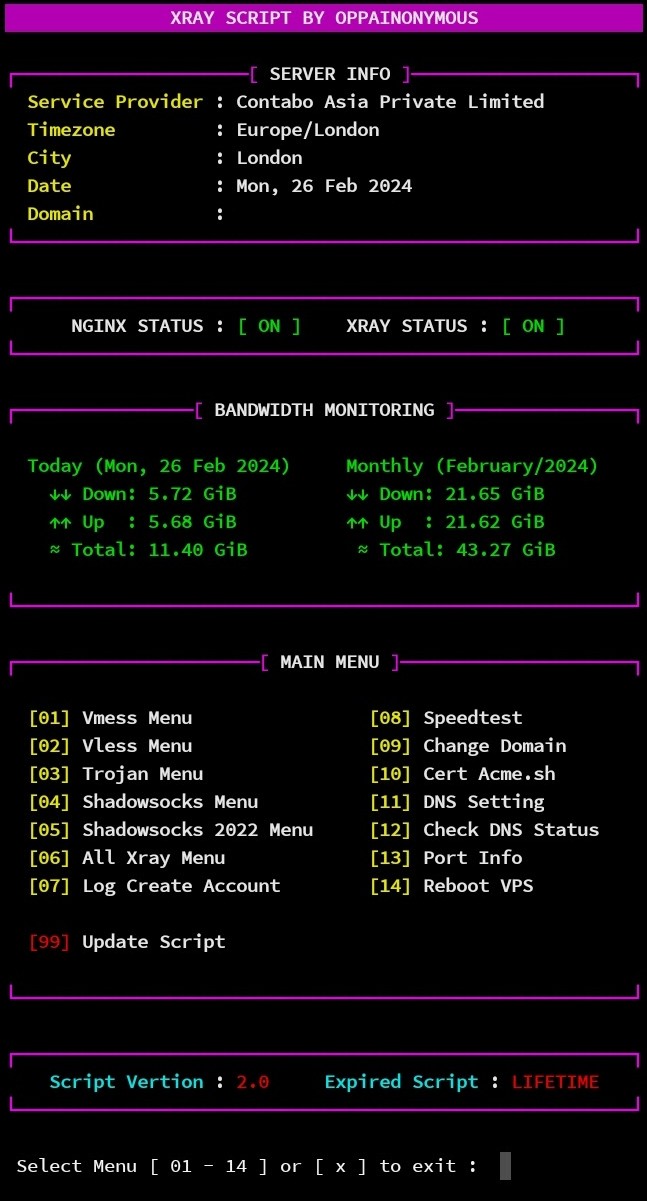 XRAY SCRIPT BY OPPAINONYMOUS
[ SERVER INFO ]
Service Provider : Contabo Asia Private Limited
Timezone : Europe/London
City : London
Date : Mon, 26 Feb 2024
Domain :
NGINX STATUS : [ ON ] XRAY STATUS : [ ON ]
[ BANDWIDTH MONITORING ]
Today (Mon, 26 Feb 2024) Monthly (February/2024)
↓↓ Down: 5.72 GiB ↓↓ Down: 21.65 GiB
↑↑ Up : 5.68 GiB ↑↑ Up : 21.62 GiB
≈ Total: 11.40 GiB ≈ Total: 43.27 GiB
[ MAIN MENU ]
[01] Vmess Menu [08] Speedtest
[02] Vless Menu [09] Change Domain
[03] Trojan Menu [10] Cert Acme.sh
[04] Shadowsocks Menu [11] DNS Setting
[05] Shadowsocks 2022 Menu [12] Check DNS Status
[06] All Xray Menu [13] Port Info
[07] Log Create Account [14] Reboot VPS
[99] Update Script
Script Vertion : 2.0 Expired Script : LIFETIME
Select Menu [ 01 - 14 ] or [ x ] to exit :